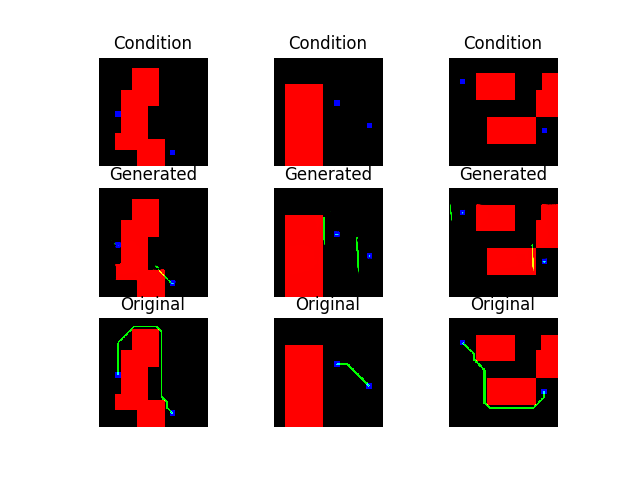 Condition Condition Condition
Generated Generated Generated
Original Original Original